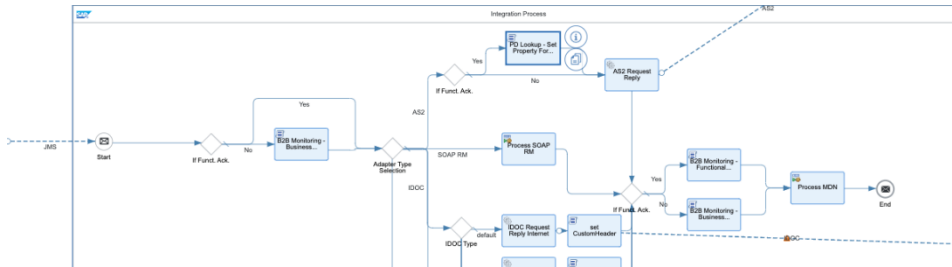 SAP
Integration Process
AS2
PD Lookup - Set
Property For...
Yes
No
If Funct. Ack.
AS2 Request
Reply
AS2
Yes
JMS
Start
If Funct. Ack.
No
B2B Monitoring -
Business...
Adapter Type
Selection
SOAP RM
Process SOAP
RM
IDOC
If Funct. Ack.
Yes
No
B2B Monitoring -
Functional...
B2B Monitoring -
Business...
Process MDN
End
IDOC Type
default
IDOC Request
Reply Internet
set
CustomHeader
IDOC